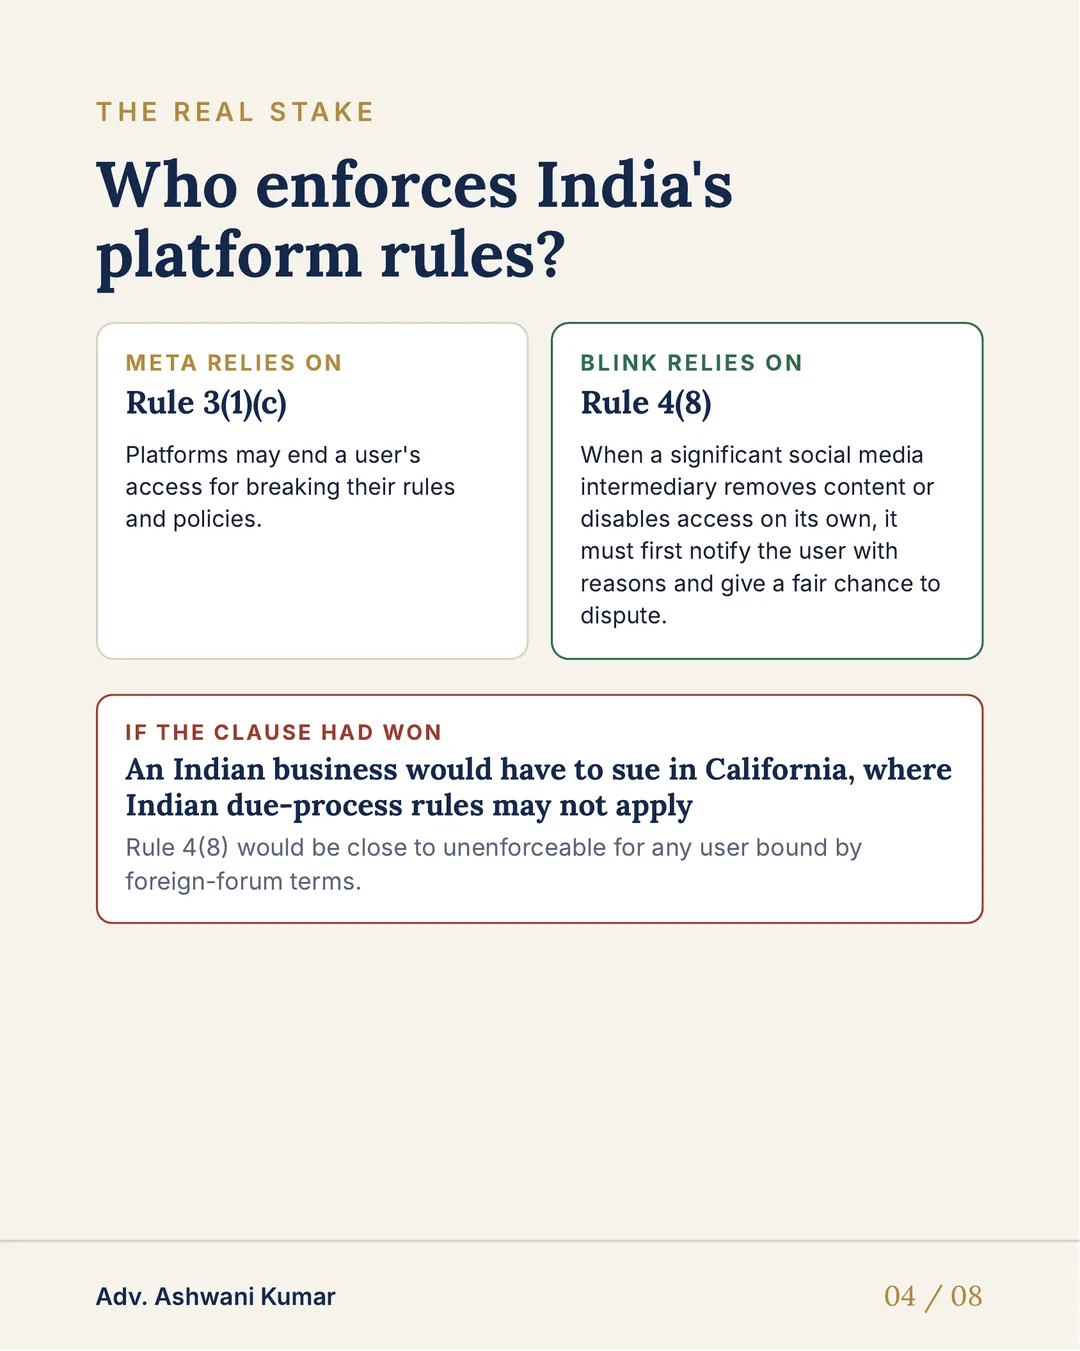 THE REAL STAKE
Who enforces India's
platform rules?
META RELIES ON
Rule 3(1)(c)
Platforms may end a user's
access for breaking their rules
and policies.
BLINK RELIES ON
Rule 4(8)
When a significant social media
intermediary removes content or
disables access on its own, it
must first notify the user with
reasons and give a fair chance to
dispute.
IF THE CLAUSE HAD WON
An Indian business would have to sue in California, where
Indian due-process rules may not apply
Rule 4(8) would be close to unenforceable for any user bound by
foreign-forum terms.
Adv. Ashwani Kumar
04 / 08